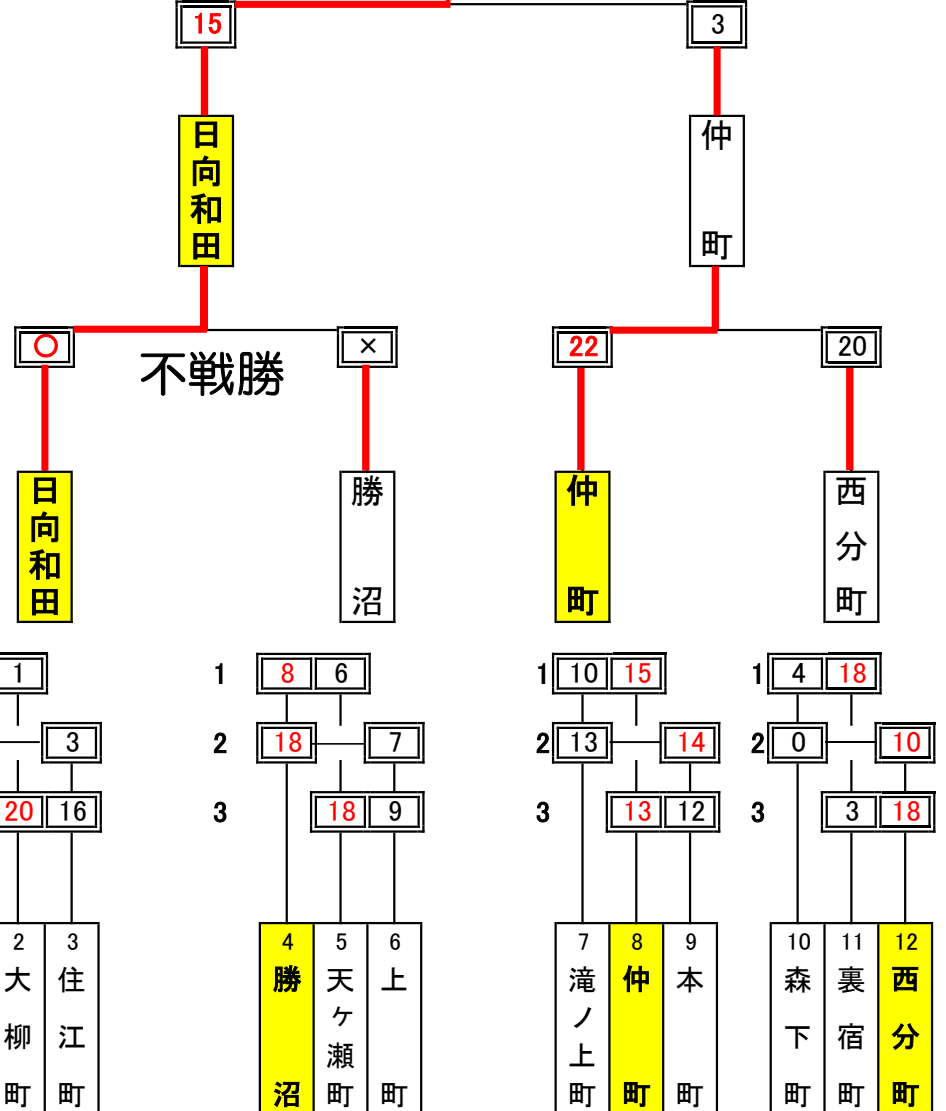 15 3
日向和田
仲町
○ × 22 20
不戦勝
日向和田
勝沼
仲町
西分町
1 1 8 6 1 10 15 1 4 18
3 2 18 7 2 13 14 2 0 10
20 16 3 18 9 3 13 12 3 3 18
2 3 4 5 6 7 8 9 10 11 12
大柳町
住江町
勝沼
天ヶ瀬町
上町
滝ノ上町
仲町
本町
森下町
裏宿町
西分町